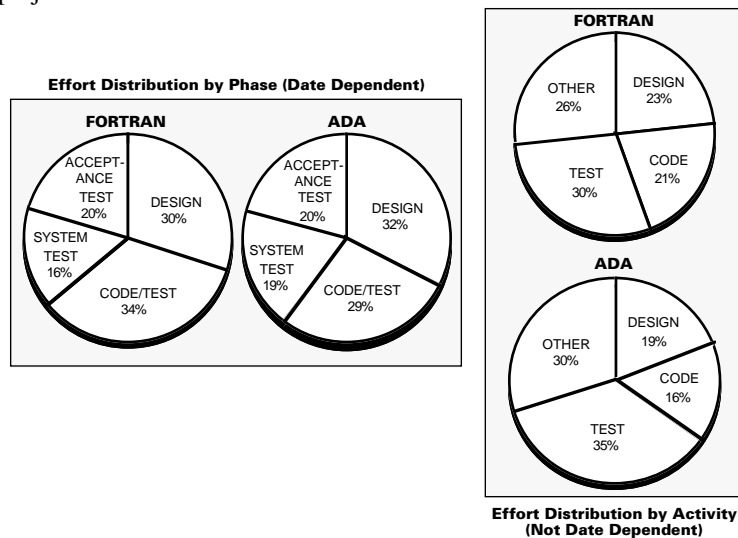 Effort Distribution by Phase (Date Dependent)
FORTRAN
ACCEPT-
ANCE
TEST
20%
DESIGN
30%
SYSTEM
TEST
16%
CODE/TEST
34%
ADA
ACCEPT-
ANCE
TEST
20%
DESIGN
32%
SYSTEM
TEST
19%
CODE/TEST
29%
FORTRAN
OTHER
26%
DESIGN
23%
TEST
30%
CODE
21%
ADA
OTHER
30%
DESIGN
19%
CODE
16%
TEST
35%
Effort Distribution by Activity
(Not Date Dependent)